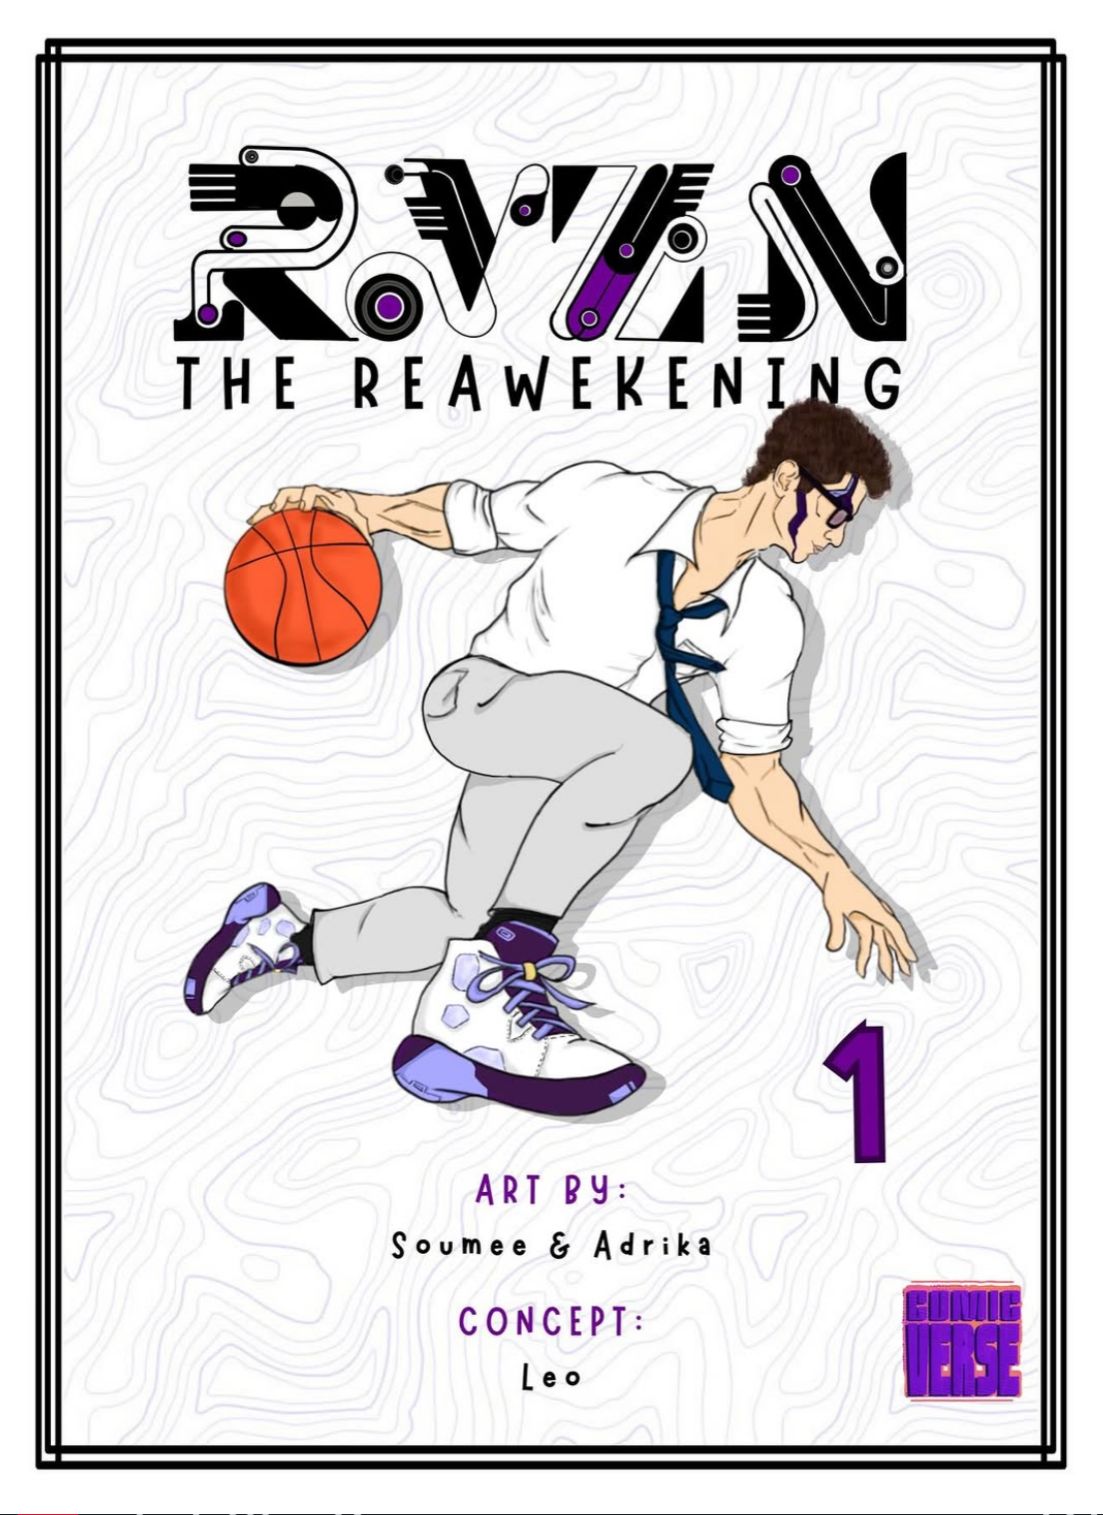 RVZN
THE REAWEKENING
1
ART BY:
Soumee & Adrika
CONCEPT:
Leo
COMIC
VERSE